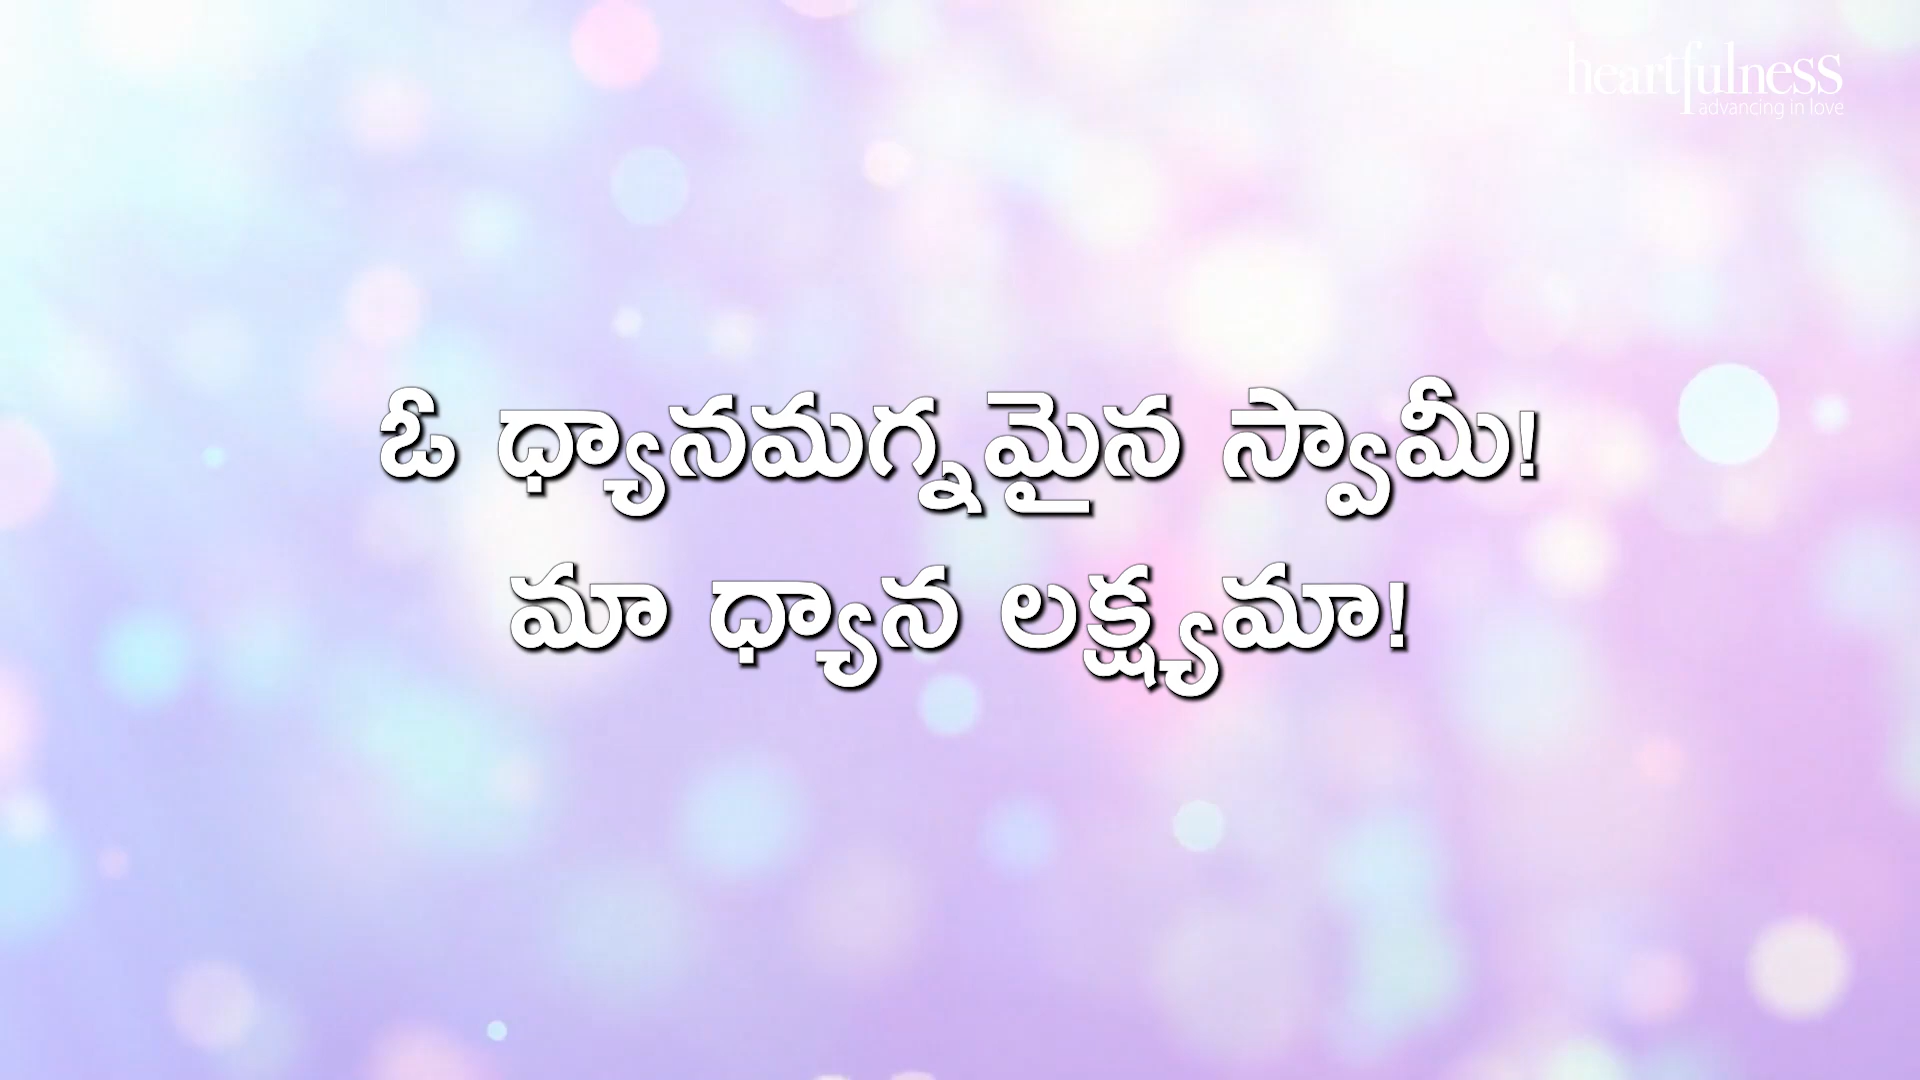 heartfulness
advancing in love
ఓ ధ్యానమగ్నమైన స్వామీ!
మా ధ్యాన లక్ష్యమా!